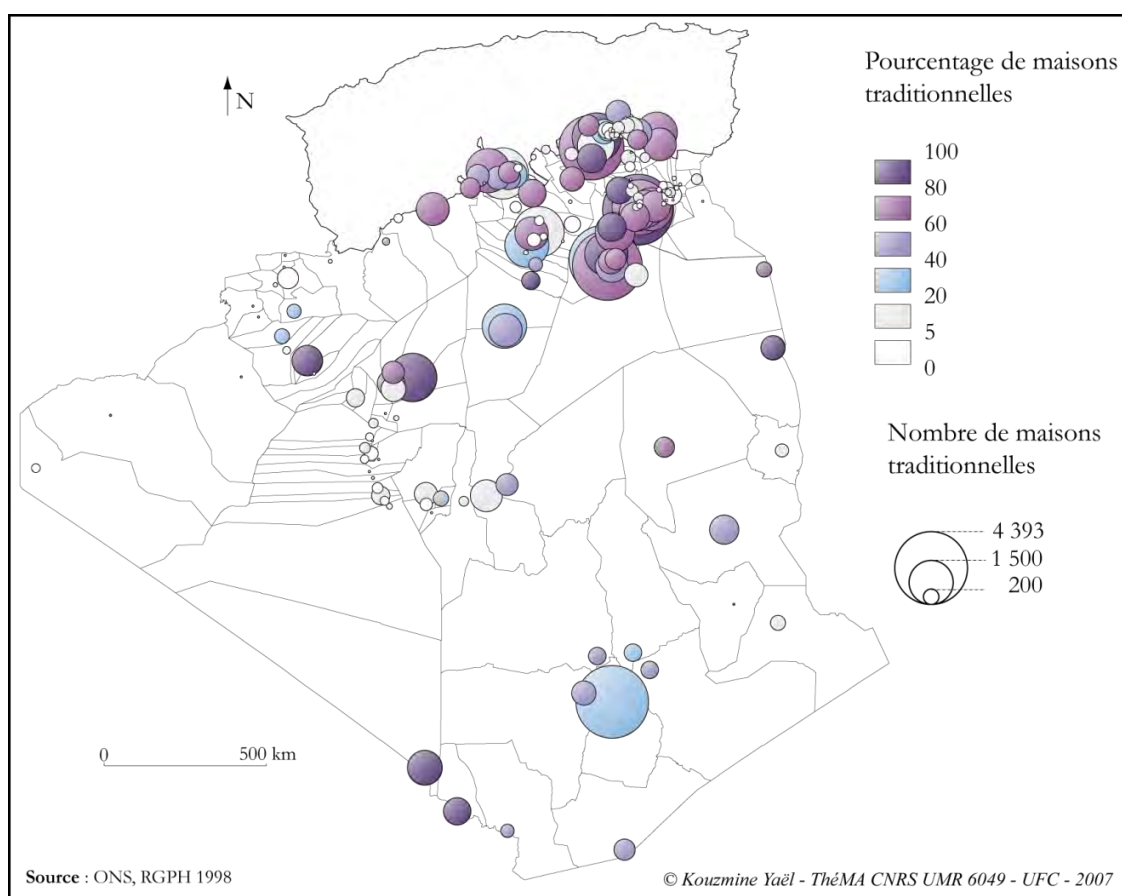 N
Pourcentage de maisons
traditionnelles
100
80
60
40
20
5
0
Nombre de maisons
traditionnelles
4 393
1 500
200
0 500 km
Source : ONS, RGPH 1998
© Kouzmine Yaël - ThéMA CNRS UMR 6049 - UFC - 2007